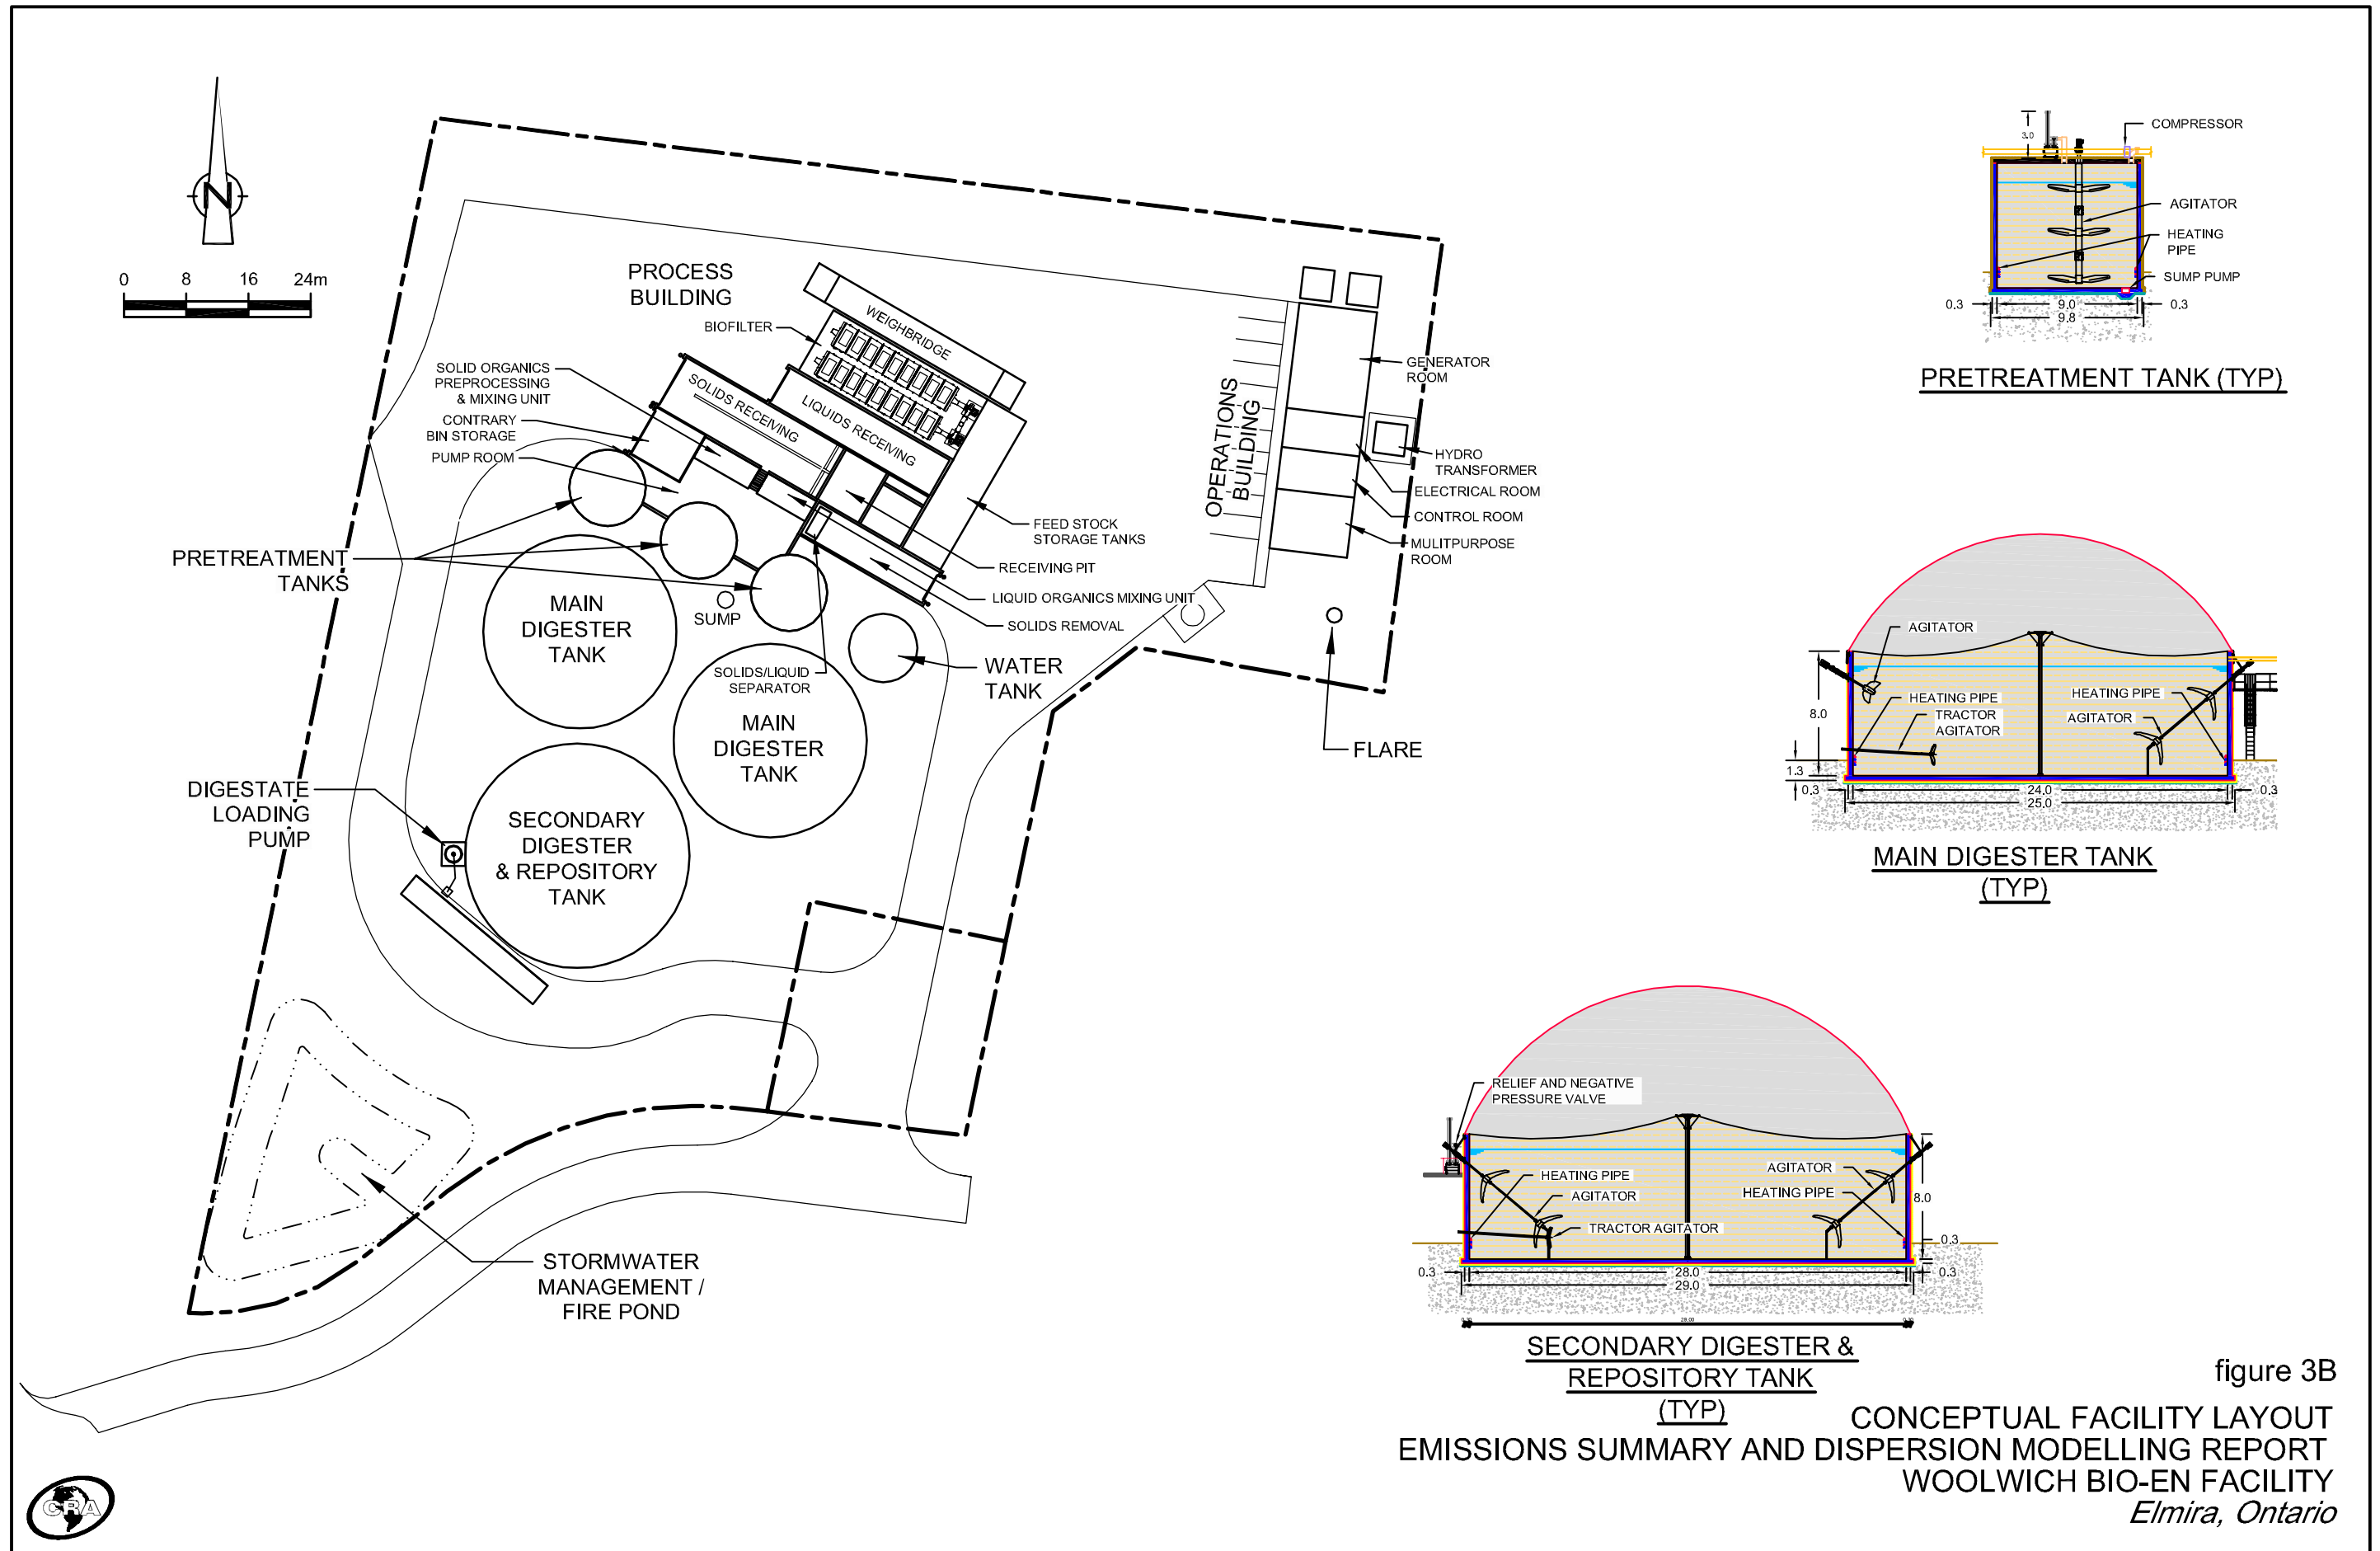 N
0 8 16 24m
PROCESS
BUILDING
BIOFILTER
WEIGHBRIDGE
SOLID ORGANICS
PREPROCESSING
& MIXING UNIT
SOLIDS RECEIVING
LIQUIDS RECEIVING
CONTRARY
BIN STORAGE
PUMP ROOM
PRETREATMENT
TANKS
FEED STOCK
STORAGE TANKS
RECEIVING PIT
LIQUID ORGANICS MIXING UNIT
SOLIDS REMOVAL
SUMP
MAIN
DIGESTER
TANK
SOLIDS/LIQUID
SEPARATOR
WATER
TANK
MAIN
DIGESTER
TANK
DIGESTATE
LOADING
PUMP
SECONDARY
DIGESTER
& REPOSITORY
TANK
STORMWATER
MANAGEMENT /
FIRE POND
OPERATIONS
BUILDING
GENERATOR
ROOM
HYDRO
TRANSFORMER
ELECTRICAL ROOM
CONTROL ROOM
MULITPURPOSE
ROOM
FLARE
3.0
COMPRESSOR
AGITATOR
HEATING
PIPE
SUMP PUMP
0.3 9.0 0.3
9.8
PRETREATMENT TANK (TYP)
AGITATOR
HEATING PIPE
TRACTOR
AGITATOR
HEATING PIPE
AGITATOR
8.0
1.3
0.3 24.0 0.3
25.0
MAIN DIGESTER TANK
(TYP)
RELIEF AND NEGATIVE
PRESSURE VALVE
HEATING PIPE
AGITATOR
TRACTOR AGITATOR
AGITATOR
HEATING PIPE
8.0
0.3
0.3 28.0 0.3
29.0
28.00
SECONDARY DIGESTER &
REPOSITORY TANK
(TYP)
figure 3B
CONCEPTUAL FACILITY LAYOUT
EMISSIONS SUMMARY AND DISPERSION MODELLING REPORT
WOOLWICH BIO-EN FACILITY
Elmira, Ontario
CRA